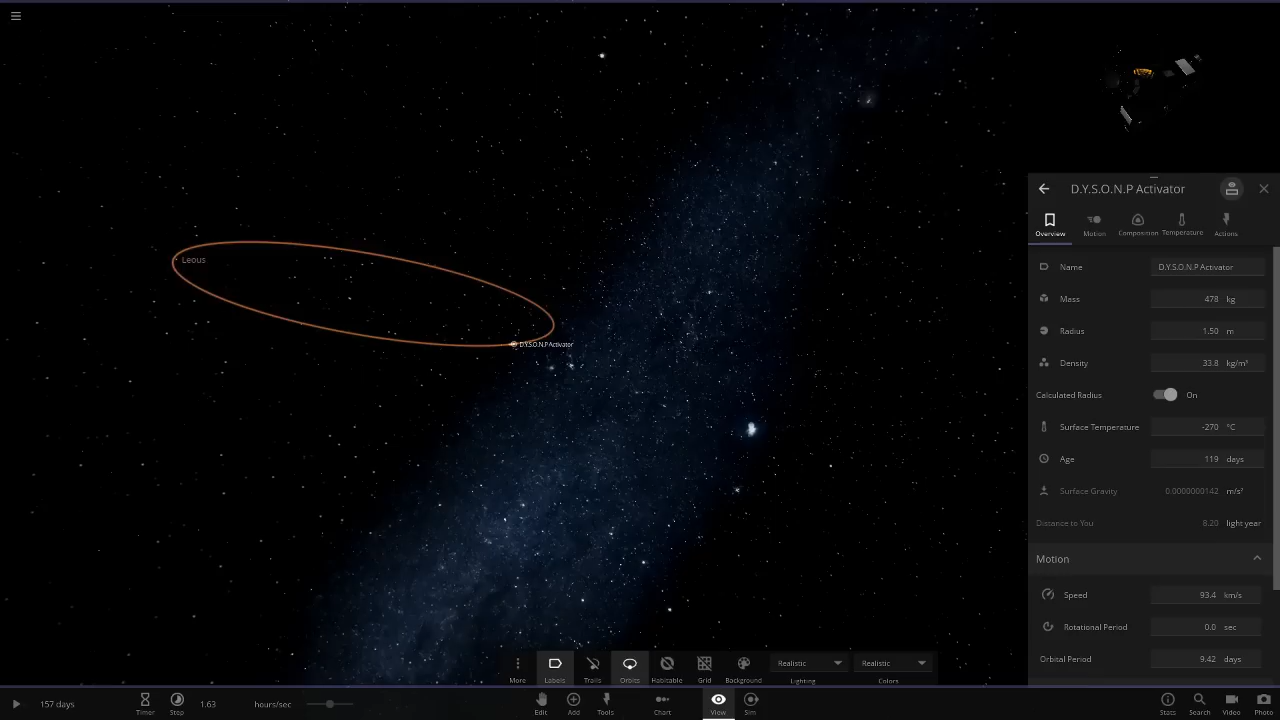 Leous
D.Y.S.O.N.P Activator
D.Y.S.O.N.P Activator
Overview Motion Composition Temperature Actions
Name D.Y.S.O.N.P Activator
Mass 478 kg
Radius 1.50 m
Density 33.8 kg/m³
Calculated Radius On
Surface Temperature -270 °C
Age 119 days
Surface Gravity 0.0000000142 m/s²
Distance to You 8.20 light year
Motion
Speed 93.4 km/s
Rotational Period 0.0 sec
Orbital Period 9.42 days
More Labels Trails Orbits Habitable Grid Background Realistic Lighting Realistic Colors
157 days Timer Step 1.63 hours/sec Edit Add Tools Chart View Sim Stats Search Video Photo